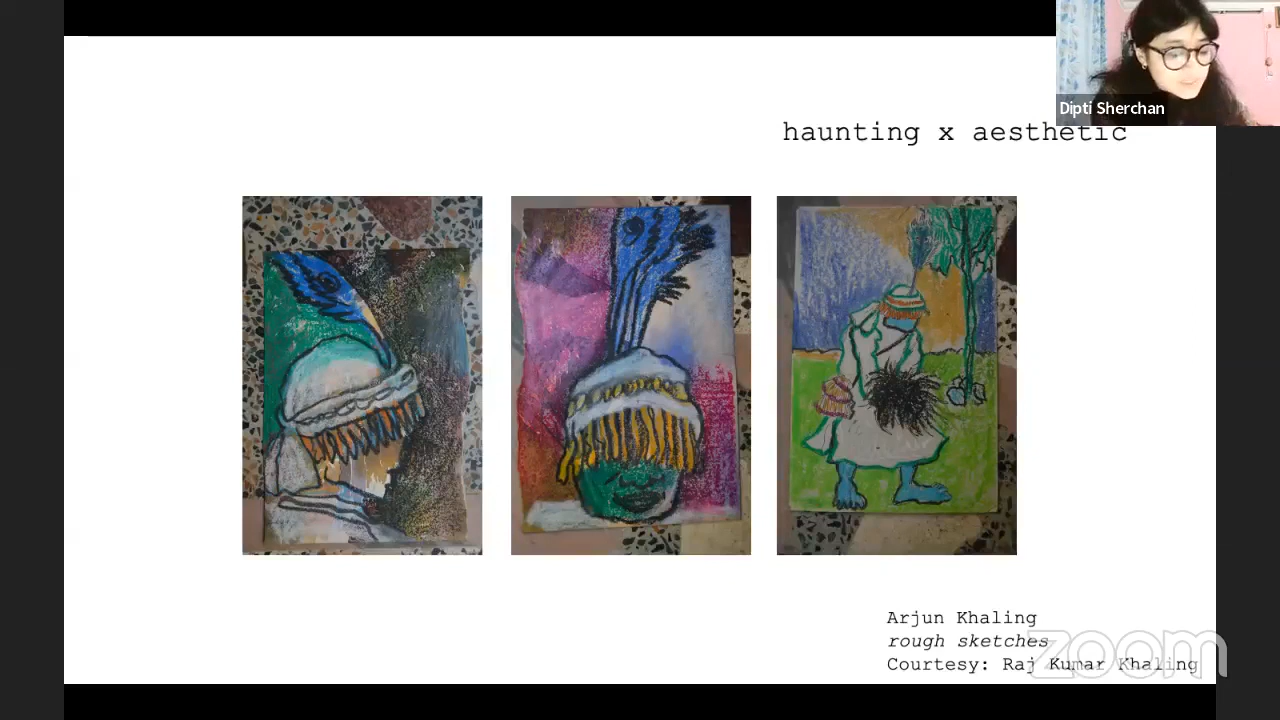 Dipti Sherchan
haunting x aesthetic
Arjun Khaling
rough sketches
Courtesy: Raj Kumar Khaling
zoom